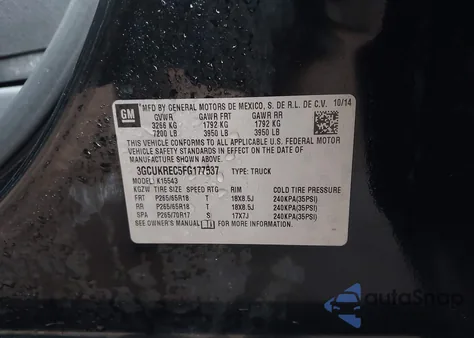 GM
MFD BY GENERAL MOTORS DE MEXICO, S. DE R.L. DE C.V. 10/14
GVWR GAWR FRT GAWR RR
3266 KG 1792 KG 1792 KG
7200 LB 3950 LB 3950 LB
THIS VEHICLE CONFORMS TO ALL APPLICABLE U.S. FEDERAL MOTOR
VEHICLE SAFETY STANDARDS IN EFFECT ON THE DATE OF
MANUFACTURE SHOWN ABOVE.
3GCUKREC5FG177537 TYPE: TRUCK
MODEL: K15543
KGZW TIRE SIZE SPEED RTG RIM COLD TIRE PRESSURE
FRT P265/65R18 T 18X8.5J 240KPA(35PSI)
RR P265/65R18 T 18X8.5J 240KPA(35PSI)
SPA P265/70R17 S 17X7J 240KPA(35PSI)
SEE OWNER'S MANUAL FOR MORE INFORMATION.
autoSnap